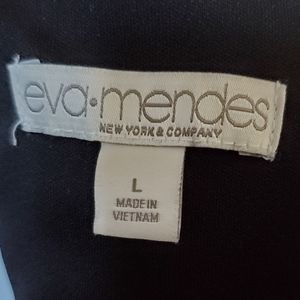 eva·mendes
NEW YORK & COMPANY
L
MADE IN
VIETNAM